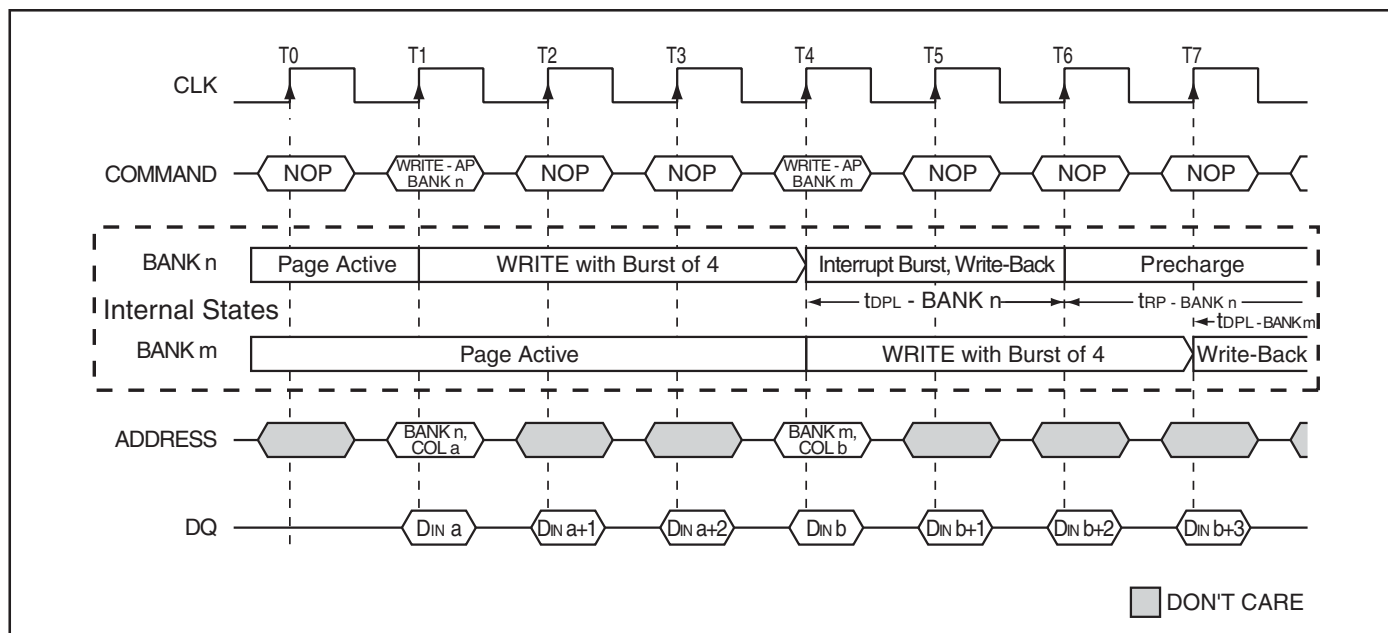 T0 T1 T2 T3 T4 T5 T6 T7
CLK
COMMAND NOP WRITE - AP NOP NOP WRITE - AP NOP NOP NOP
BANK n BANK m
BANK n Page Active WRITE with Burst of 4 Interrupt Burst, Write-Back Precharge
tDPL - BANK n tRP - BANK n
Internal States
tDPL - BANK m
BANK m Page Active WRITE with Burst of 4 Write-Back
ADDRESS BANK n, BANK m,
COL a COL b
DQ DIN a DIN a+1 DIN a+2 DIN b DIN b+1 DIN b+2 DIN b+3
DON'T CARE